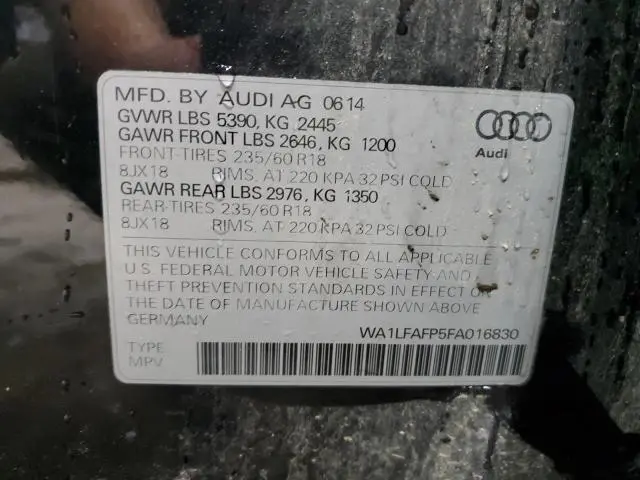 MFD. BY AUDI AG 0614
GVWR LBS 5390, KG 2445
GAWR FRONT LBS 2646, KG 1200
FRONT-TIRES 235/60 R18
8JX18 RIMS, AT 220 KPA 32 PSI COLD
GAWR REAR LBS 2976, KG 1350
REAR-TIRES 235/60 R18
8JX18 RIMS, AT 220 KPA 32 PSI COLD
Audi
THIS VEHICLE CONFORMS TO ALL APPLICABLE
U.S. FEDERAL MOTOR VEHICLE SAFETY-AND
THEFT PREVENTION STANDARDS IN EFFECT ON
THE DATE OF MANUFACTURE SHOWN ABOVE
GERMANY
WA1LFAFP5FA016830
TYPE:
MPV